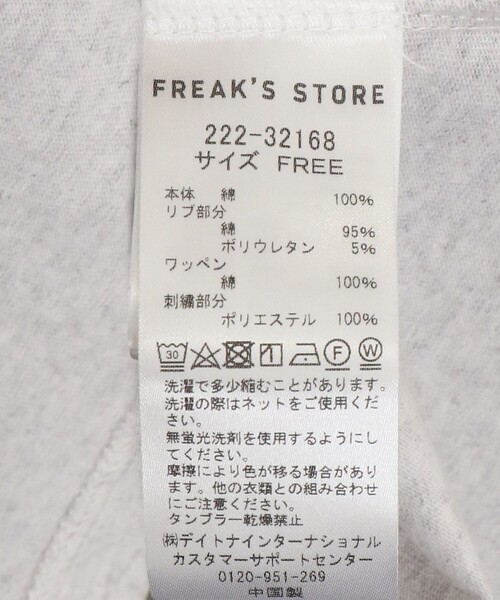 FREAK'S STORE
222-32168
サイズ FREE
本体 綿 100%
リブ部分
綿 95%
ポリウレタン 5%
ワッペン
綿 100%
刺繍部分
ポリエステル 100%
30 F W
洗濯で多少縮むことがあります。
洗濯の際はネットをご使用くだ
さい。
無蛍光洗剤を使用するようにし
てください。
摩擦により色が移る場合があり
ます。他の衣類との組み合わせ
にご注意ください。
タンブラー乾燥禁止
㈱デイトナインターナショナル
カスタマーサポートセンター
0120-951-269
中国製